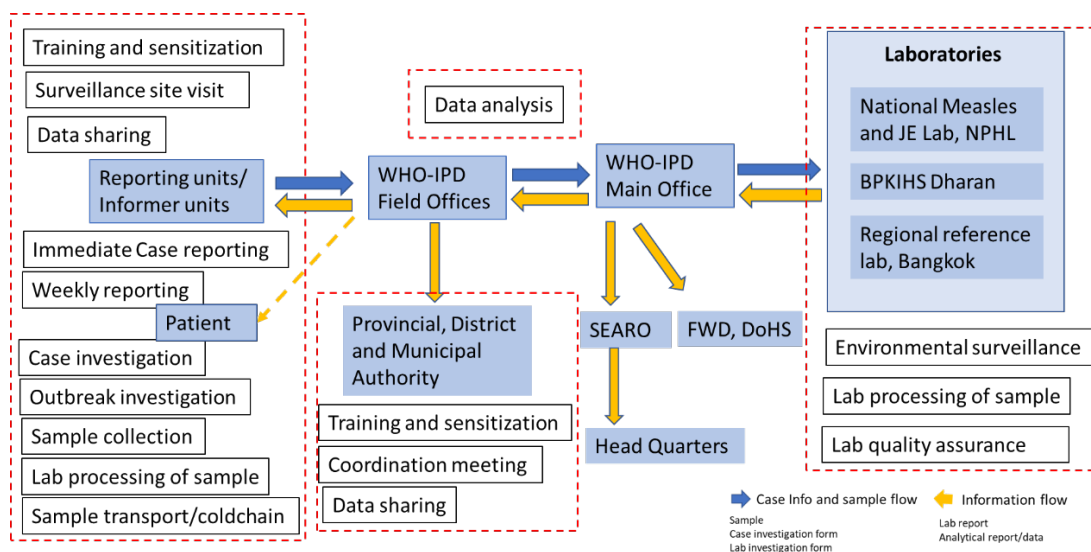 Training and sensitization
Surveillance site visit
Data sharing
Reporting units/
Informer units
Immediate Case reporting
Weekly reporting
Patient
Case investigation
Outbreak investigation
Sample collection
Lab processing of sample
Sample transport/coldchain
Data analysis
WHO-IPD
Field Offices
WHO-IPD
Main Office
Provincial, District
and Municipal
Authority
Training and sensitization
Coordination meeting
Data sharing
SEARO
FWD, DoHS
Head Quarters
Laboratories
National Measles
and JE Lab, NPHL
BPKIHS Dharan
Regional reference
lab, Bangkok
Environmental surveillance
Lab processing of sample
Lab quality assurance
Case Info and sample flow
Sample
Case investigation form
Lab investigation form
Information flow
Lab report
Analytical report/data